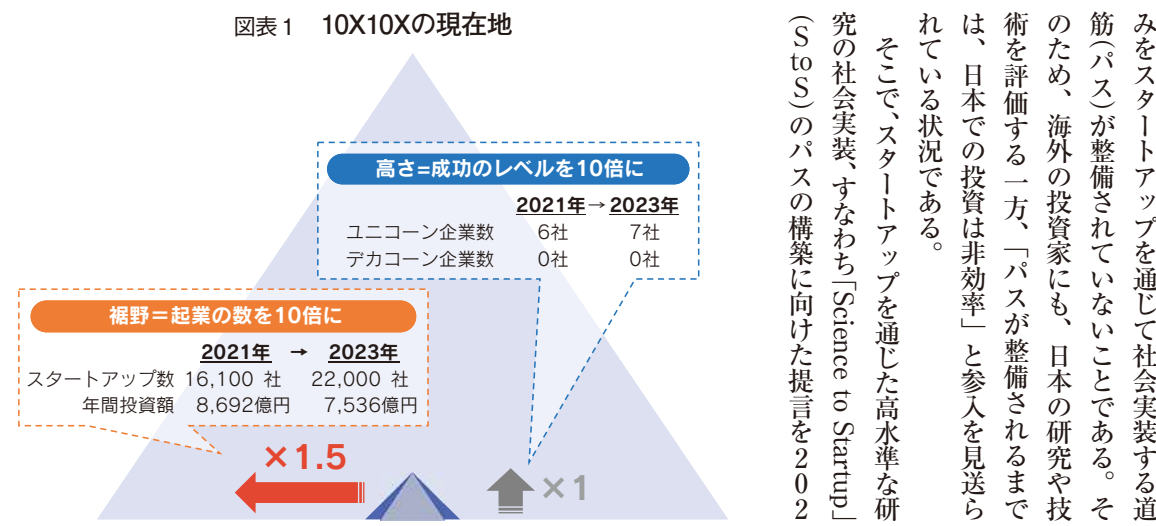 図表1 10X10Xの現在地
高さ=成功のレベルを10倍に
2021年→2023年
ユニコーン企業数 6社 7社
デカコーン企業数 0社 0社
裾野＝起業の数を10倍に
2021年 → 2023年
スタートアップ数 16,100 社 22,000 社
年間投資額 8,692億円 7,536億円
×1.5
×1
みをスタートアップを通じて社会実装する道
筋(パス)が整備されていないことである。そ
のため、海外の投資家にも、日本の研究や技
術を評価する一方、「パスが整備されるまで
は、日本での投資は非効率」と参入を見送ら
れている状況である。
そこで、スタートアップを通じた高水準な研
究の社会実装、すなわち「Science to Startup」
(S to S)のパスの構築に向けた提言を202